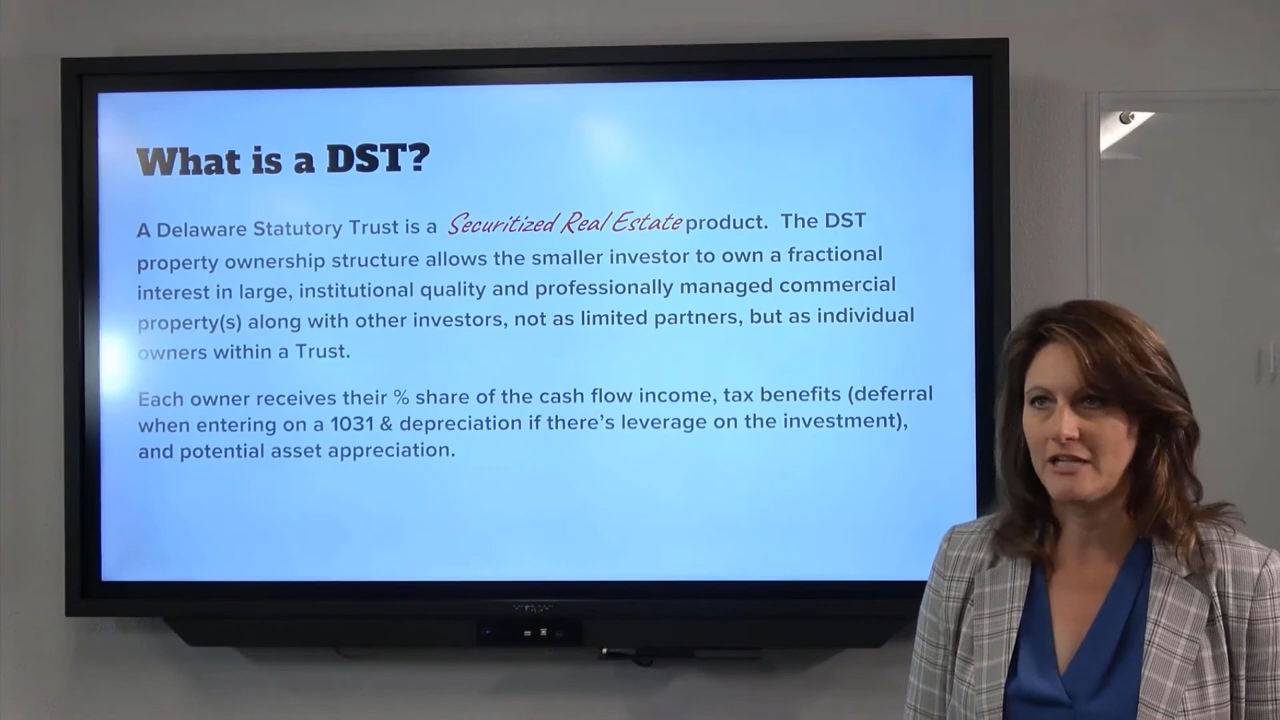 What is a DST?
A Delaware Statutory Trust is a Securitized Real Estate product. The DST
property ownership structure allows the smaller investor to own a fractional
interest in large, institutional quality and professionally managed commercial
property(s) along with other investors, not as limited partners, but as individual
owners within a Trust.
Each owner receives their % share of the cash flow income, tax benefits (deferral
when entering on a 1031 & depreciation if there's leverage on the investment),
and potential asset appreciation.